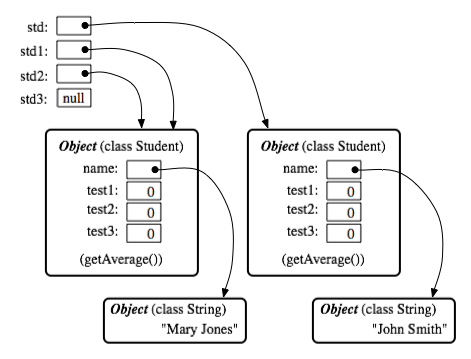 std:
std1:
std2:
std3: null
Object (class Student)
name:
test1: 0
test2: 0
test3: 0
(getAverage())
Object (class Student)
name:
test1: 0
test2: 0
test3: 0
(getAverage())
Object (class String)
"Mary Jones"
Object (class String)
"John Smith"